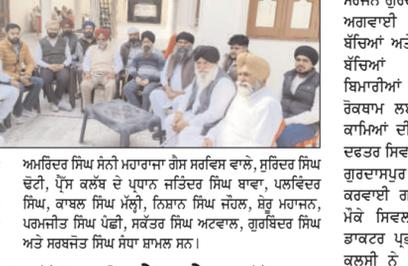 ਅਮਰਿੰਦਰ ਸਿੰਘ ਸੰਨੀ ਮਹਾਰਾਜਾ ਗੈਸ ਸਰਵਿਸ ਵਾਲੇ, ਸੁਰਿੰਦਰ ਸਿੰਘ
ਢੋਟੀ, ਪ੍ਰੈੱਸ ਕਲੱਬ ਦੇ ਪ੍ਰਧਾਨ ਜਤਿੰਦਰ ਸਿੰਘ ਬਾਵਾ, ਪਲਵਿੰਦਰ
ਸਿੰਘ, ਕਾਬਲ ਸਿੰਘ ਮੱਲ੍ਹੀ, ਨਿਸ਼ਾਨ ਸਿੰਘ ਜੌਹਲ, ਸ਼ੇਰੂ ਮਹਾਜਨ,
ਪਰਮਜੀਤ ਸਿੰਘ ਪੰਛੀ, ਸਕੱਤਰ ਸਿੰਘ ਅਟਵਾਲ, ਗੁਰਬਿੰਦਰ ਸਿੰਘ
ਅਤੇ ਸਰਬਜੋਤ ਸਿੰਘ ਸੰਧਾ ਸ਼ਾਮਲ ਸਨ।
ਅਗਵਾਈ
ਬੱਚਿਆਂ ਅਤੇ
ਬੱਚਿਆਂ
ਬਿਮਾਰੀਆਂ
ਰੋਕਥਾਮ
ਕਾਮਿਆਂ ਦੀ
ਦਫਤਰ
ਗੁਰਦਾਸਪੁਰ
ਕਰਵਾਈ
ਮੌਕੇ ਸਿਵਲ
ਡਾਕਟਰ
ਕਲਸੀ ਨੇ